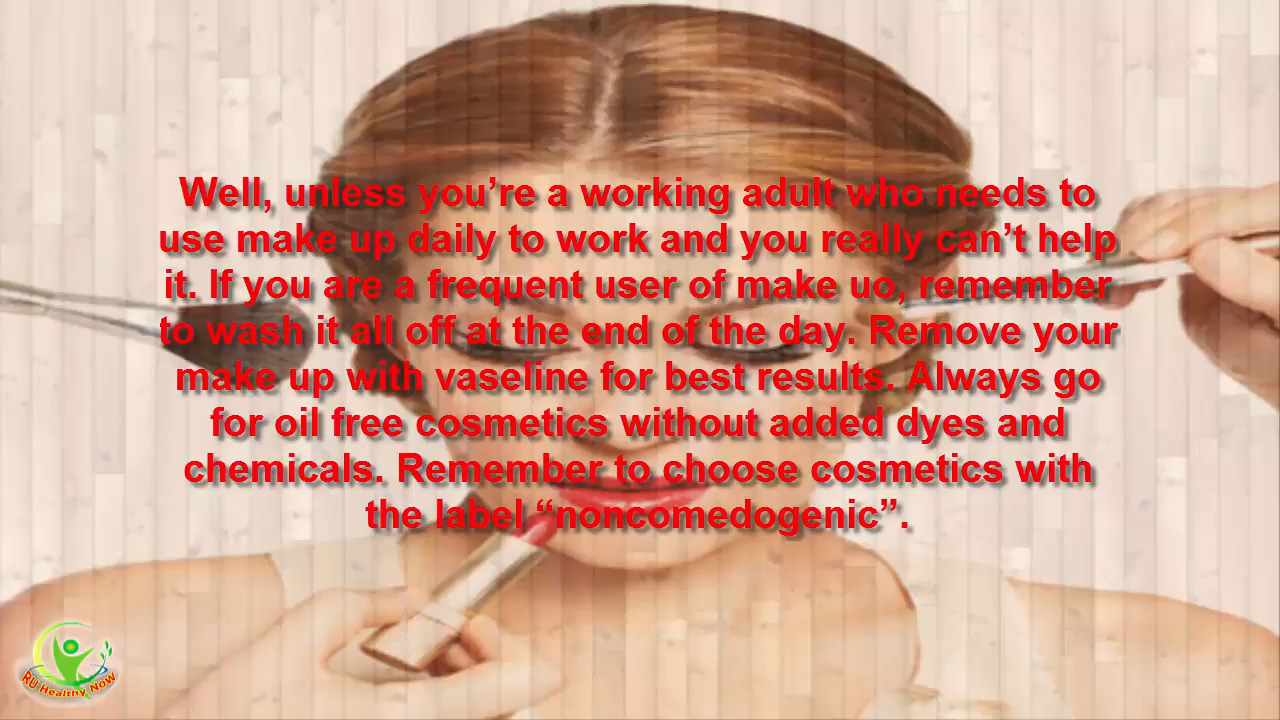 Well, unless you’re a working adult who needs to
use make up daily to work and you really can’t help
it. If you are a frequent user of make uo, remember
to wash it all off at the end of the day. Remove your
make up with vaseline for best results. Always go
for oil free cosmetics without added dyes and
chemicals. Remember to choose cosmetics with
the label “noncomedogenic”.
RU Healthy Now